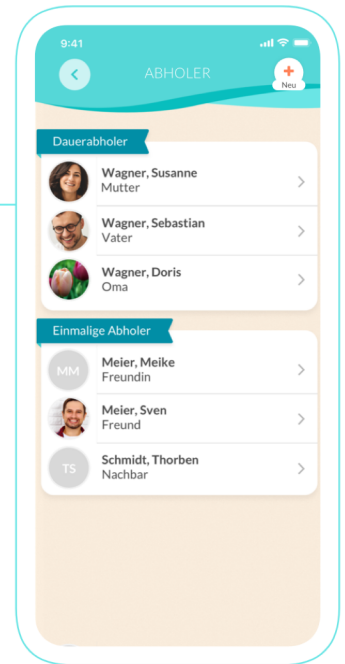 9:41
ABHOLER
Neu
Dauerabholer
Wagner, Susanne
Mutter
Wagner, Sebastian
Vater
Wagner, Doris
Oma
Einmalige Abholer
MM
Meier, Meike
Freundin
Meier, Sven
Freund
TS
Schmidt, Thorben
Nachbar